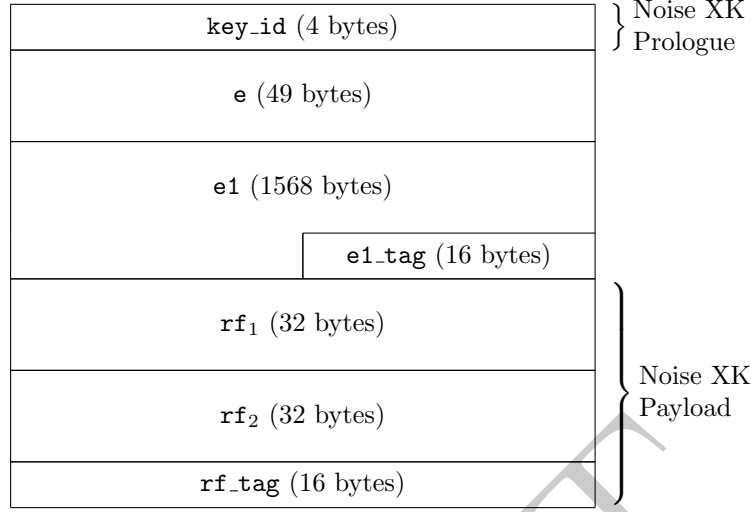 key_id (4 bytes)
Noise XK
Prologue
e (49 bytes)
e1 (1568 bytes)
e1_tag (16 bytes)
rf₁ (32 bytes)
rf₂ (32 bytes)
Noise XK
Payload
rf_tag (16 bytes)
T